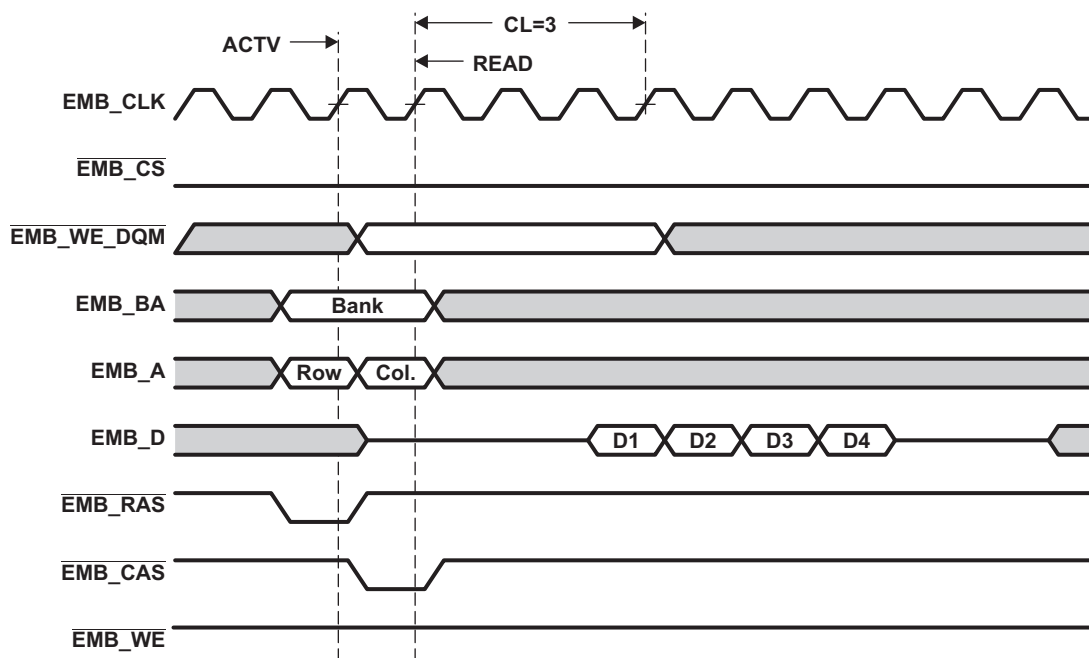 CL=3
ACTV
READ
EMB_CLK
EMB_CS
EMB_WE_DQM
EMB_BA
Bank
EMB_A
Row Col.
EMB_D
D1 D2 D3 D4
EMB_RAS
EMB_CAS
EMB_WE